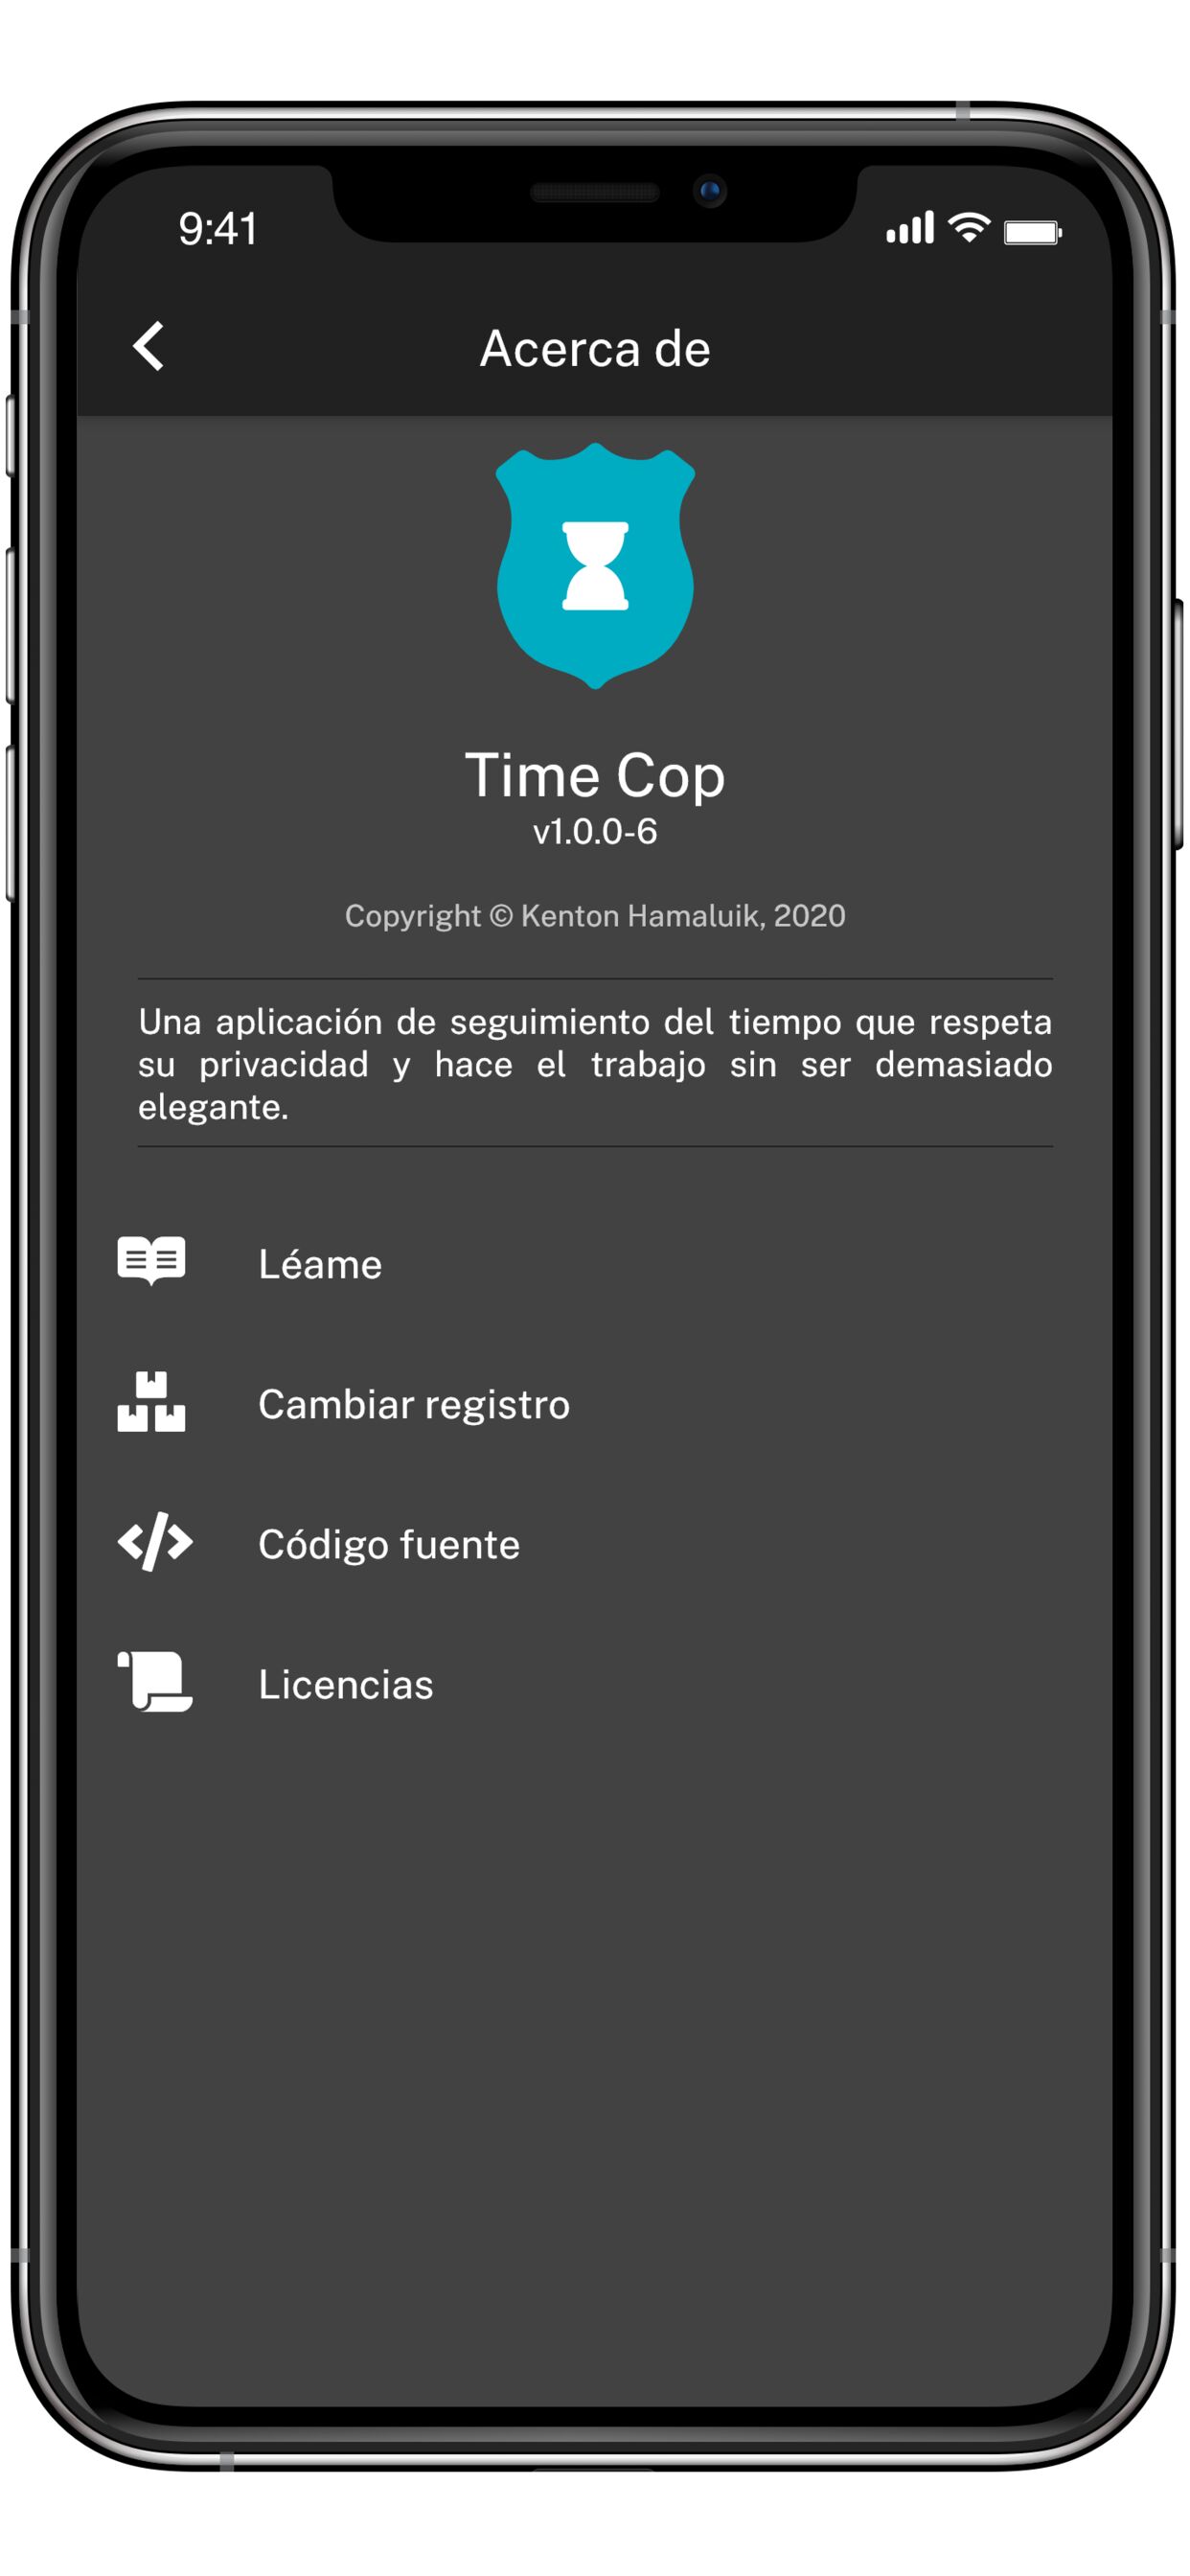 9:41
Acerca de
Time Cop
v1.0.0-6
Copyright © Kenton Hamaluik, 2020
Una aplicación de seguimiento del tiempo que respeta
su privacidad y hace el trabajo sin ser demasiado
elegante.
Léame
Cambiar registro
Código fuente
Licencias